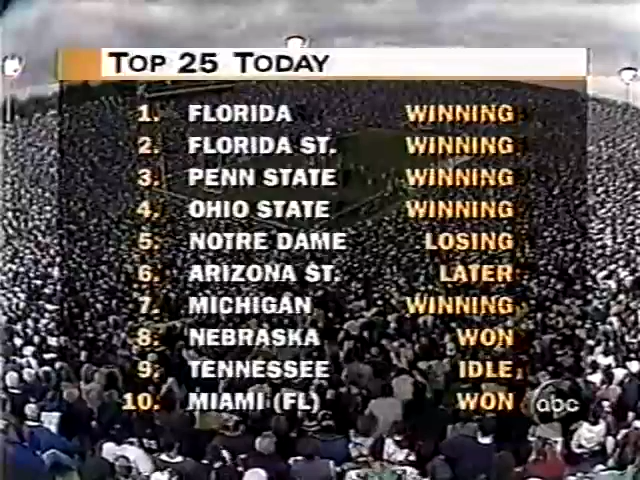 TOP 25 TODAY
1. FLORIDA WINNING
2. FLORIDA ST. WINNING
3. PENN STATE WINNING
4. OHIO STATE WINNING
5. NOTRE DAME LOSING
6. ARIZONA ST. LATER
7. MICHIGAN WINNING
8. NEBRASKA WON
9. TENNESSEE IDLE
10. MIAMI (FL) WON
abc